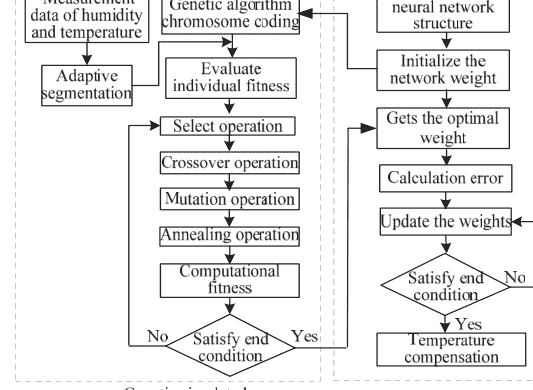 Measurement
data of humidity
and temperature
Adaptive
segmentation
Genetic algorithm
chromosome coding
Evaluate
individual fitness
Select operation
Crossover operation
Mutation operation
Annealing operation
Computational
fitness
Satisfy end
condition
No
Yes
neural network
structure
Initialize the
network weight
Gets the optimal
weight
Calculation error
Update the weights
Satisfy end
condition
No
Yes
Temperature
compensation